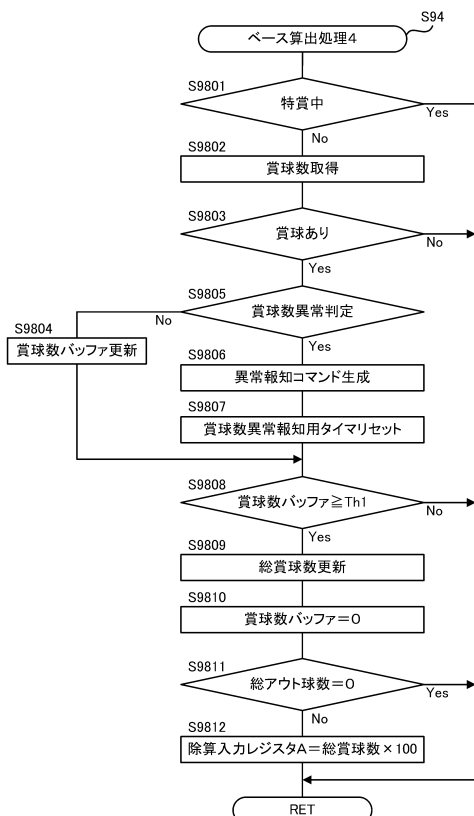 S94
ベース算出処理4
S9801
特賞中
Yes
No
S9802
賞球数取得
S9803
賞球あり
No
Yes
S9805
賞球数異常判定
No
Yes
S9804
賞球数バッファ更新
S9806
異常報知コマンド生成
S9807
賞球数異常報知用タイマリセット
S9808
賞球数バッファ≧Th1
No
Yes
S9809
総賞球数更新
S9810
賞球数バッファ=0
S9811
総アウト球数=0
Yes
No
S9812
除算入力レジスタA=総賞球数×100
RET